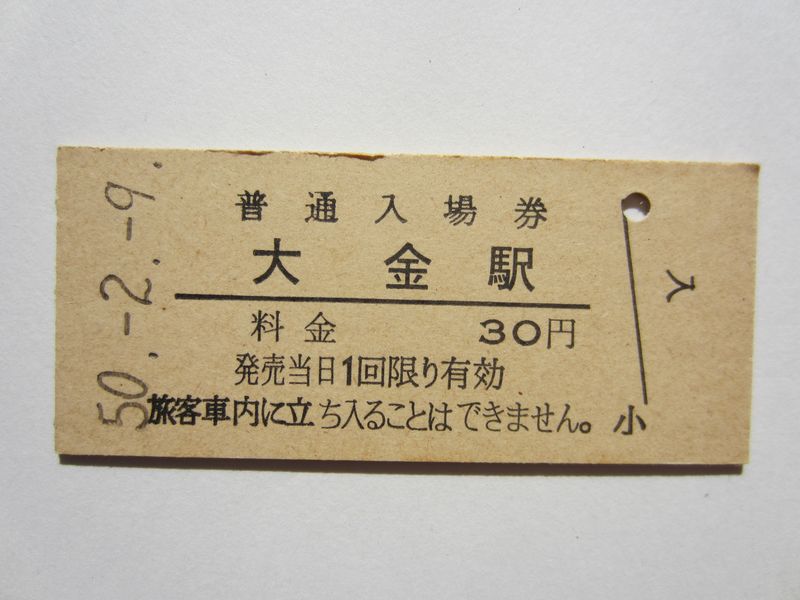 50.-2.-9.
普通入場券
大金駅
料金 30円
発売当日1回限り有効
旅客車内に立ち入ることはできません。
小
入